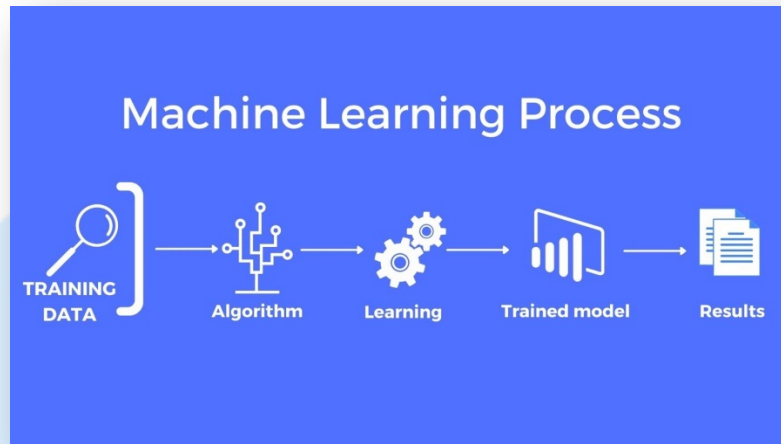 Machine Learning Process
TRAINING
DATA
Algorithm
Learning
Trained model
Results